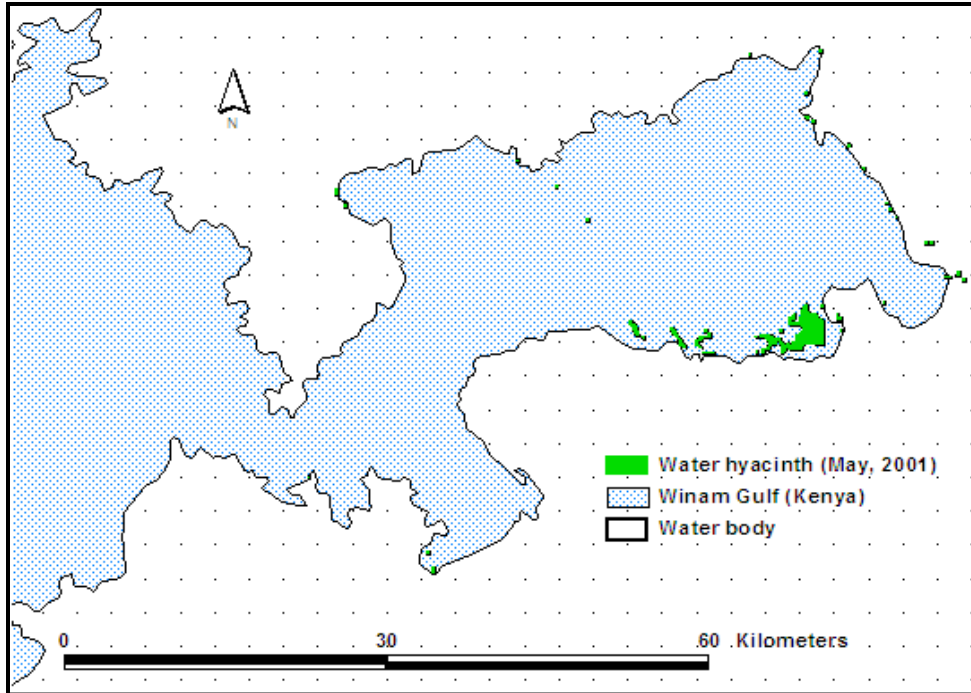 N
Water hyacinth (May, 2001)
Winam Gulf (Kenya)
Water body
0 30 60 Kilometers